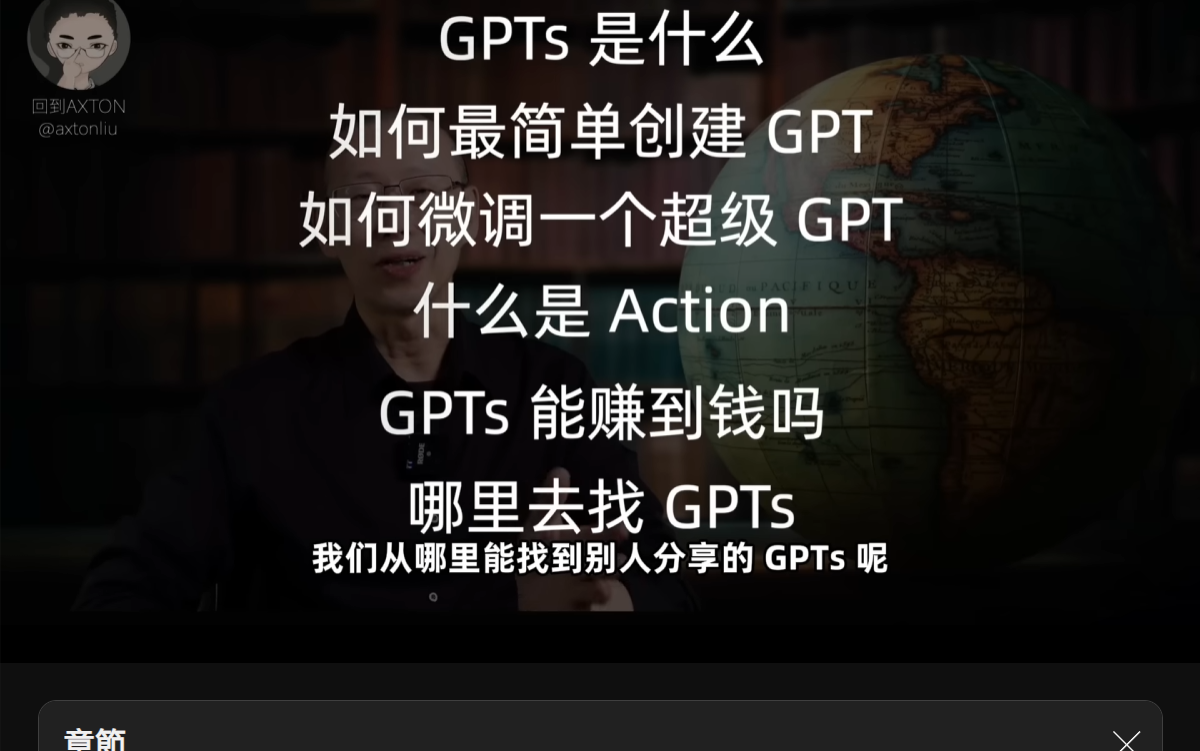 GPTs 是什么
回到AXTON
@axtonliu
如何最简单创建 GPT
如何微调一个超级 GPT
什么是 Action
GPTs 能赚到钱吗
哪里去找 GPTs
我们从哪里能找到别人分享的 GPTs 呢
章節